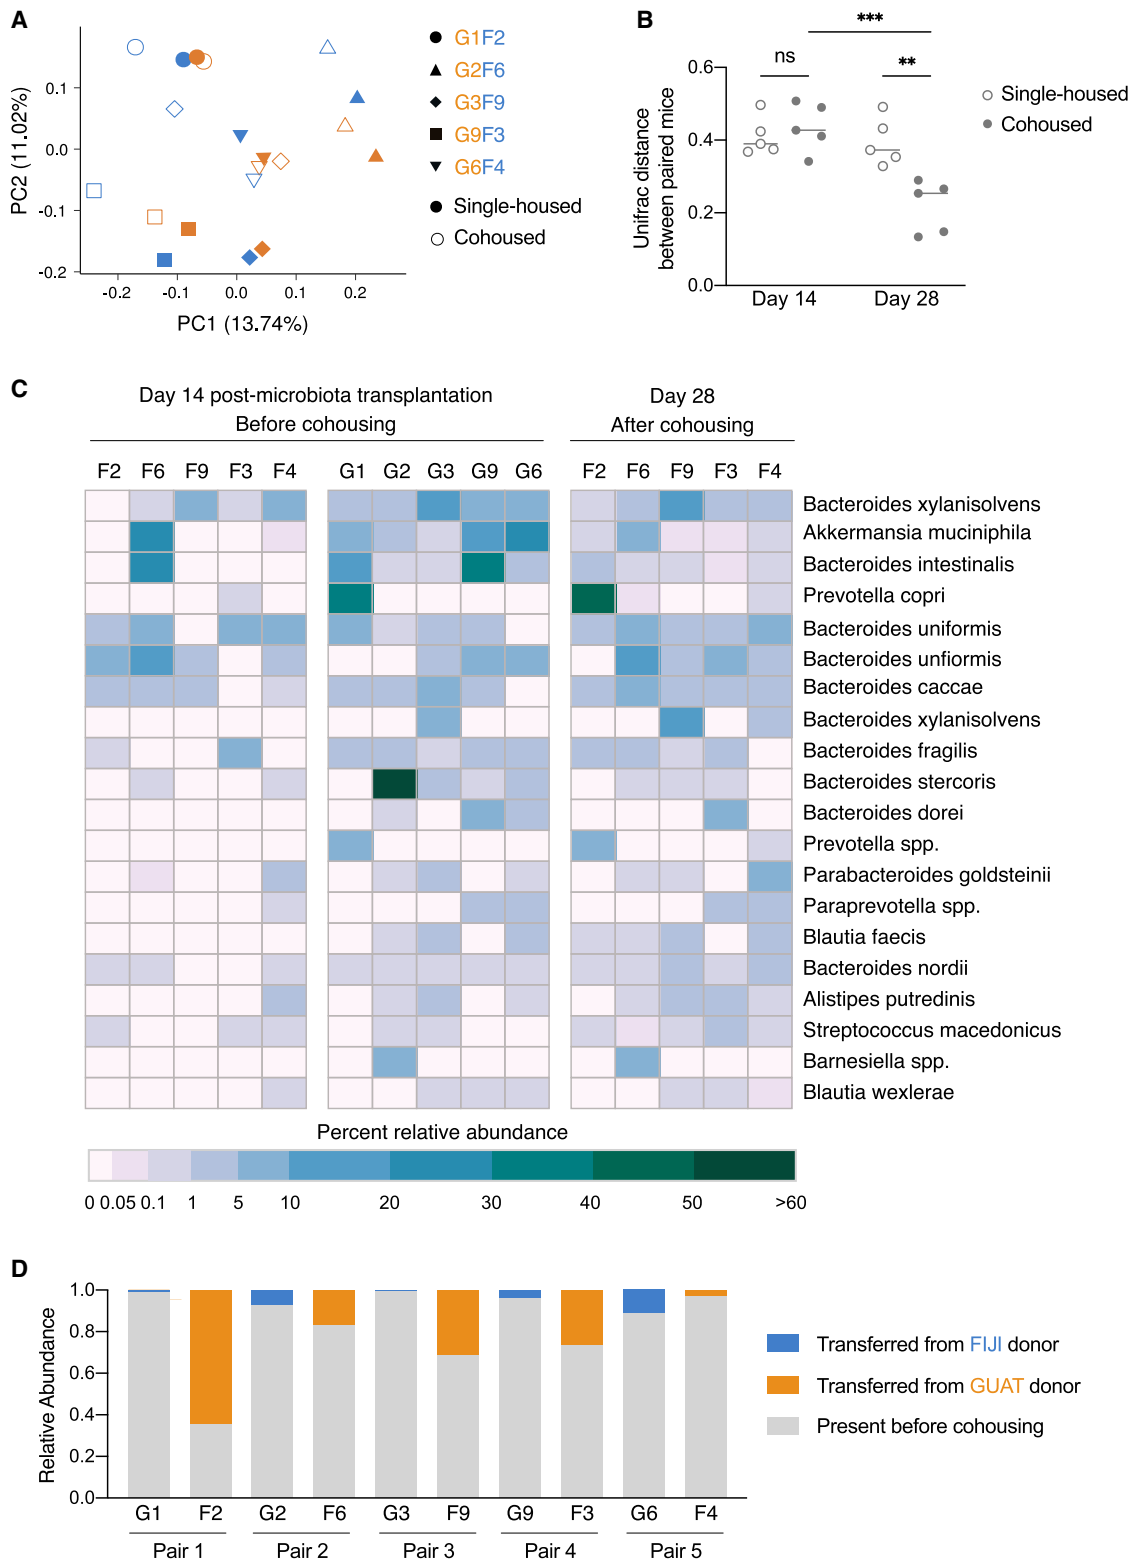 A
PC2 (11.02%)
0.1
0.0
-0.1
-0.2
-0.2
-0.1
0.0
0.1
0.2
PC1 (13.74%)
G1F2
G2F6
G3F9
G9F3
G6F4
Single-housed
Cohoused
B
Unifrac distance
between paired mice
0.6
0.4
0.2
0.0
ns
***
**
Day 14
Day 28
Single-housed
Cohoused
C
Day 14 post-microbiota transplantation
Before cohousing
Day 28
After cohousing
F2 F6 F9 F3 F4 G1 G2 G3 G9 G6 F2 F6 F9 F3 F4
Bacteroides xylanisolvens
Akkermansia muciniphila
Bacteroides intestinalis
Prevotella copri
Bacteroides uniformis
Bacteroides unfiormis
Bacteroides caccae
Bacteroides xylanisolvens
Bacteroides fragilis
Bacteroides stercoris
Bacteroides dorei
Prevotella spp.
Parabacteroides goldsteinii
Paraprevotella spp.
Blautia faecis
Bacteroides nordii
Alistipes putredinis
Streptococcus macedonicus
Barnesiella spp.
Blautia wexlerae
Percent relative abundance
0 0.05 0.1 1 5 10 20 30 40 50 >60
D
Relative Abundance
1.0
0.8
0.6
0.4
0.2
0.0
G1 F2 G2 F6 G3 F9 G9 F3 G6 F4
Pair 1 Pair 2 Pair 3 Pair 4 Pair 5
Transferred from FIJI donor
Transferred from GUAT donor
Present before cohousing